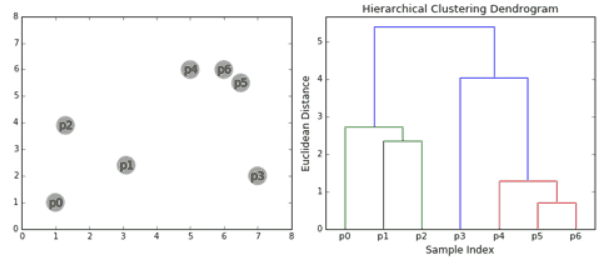 Hierarchical Clustering Dendrogram
8
7
6
5
4
3
2
1
0
p4
p6
p5
p2
p1
p3
p0
0 1 2 3 4 5 6 7 8
Euclidean Distance
5
4
3
2
1
0
p0 p1 p2 p3 p4 p5 p6
Sample Index